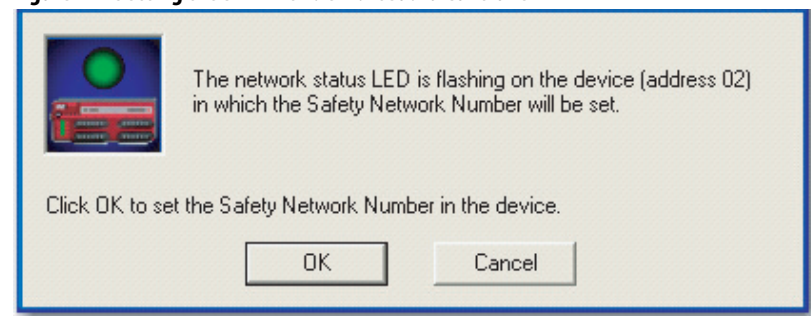 The network status LED is flashing on the device (address 02)
in which the Safety Network Number will be set.
Click OK to set the Safety Network Number in the device.
OK
Cancel